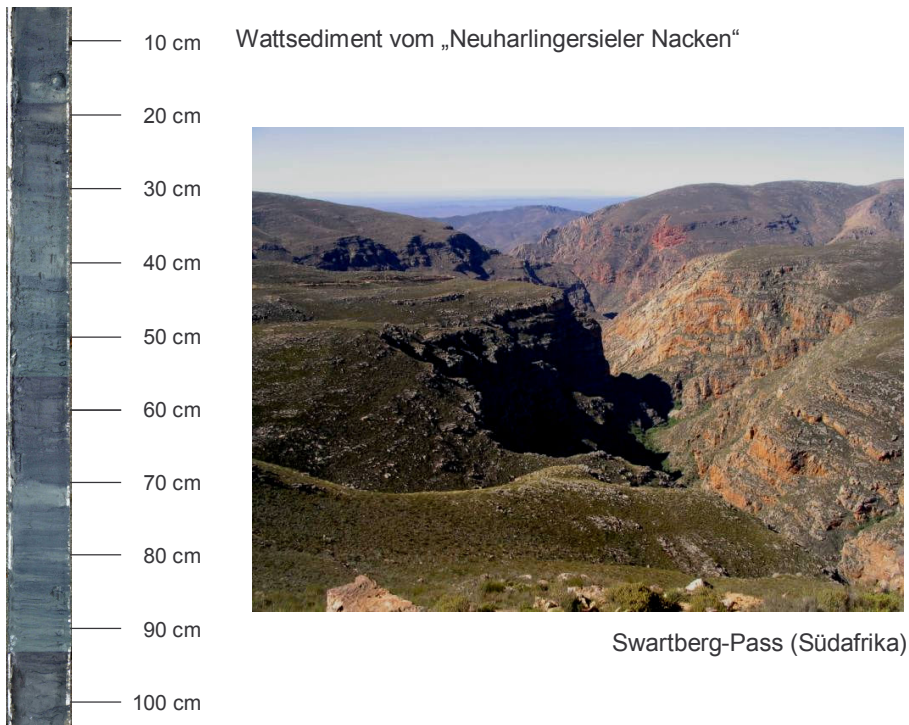 10 cm
Wattsediment vom „Neuharlingersieler Nacken“
20 cm
30 cm
40 cm
50 cm
60 cm
70 cm
80 cm
90 cm
Swartberg-Pass (Südafrika)
100 cm